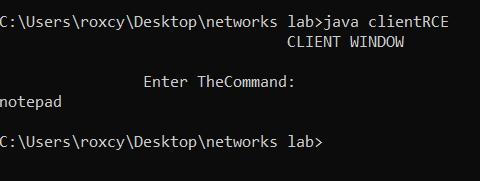 C:\Users\roxcy\Desktop\networks lab>java clientRCE
CLIENT WINDOW
Enter TheCommand:
notepad
C:\Users\roxcy\Desktop\networks lab>